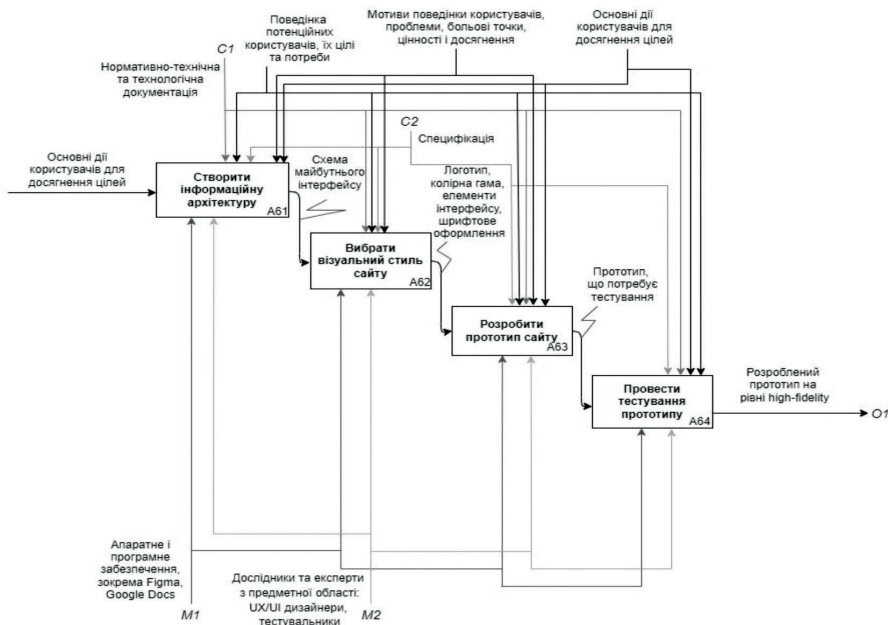 C1
Нормативно-технічна
та технологічна
документація
Поведінка
потенційних
користувачів, їх цілі
та потреби
Мотиви поведінки користувачів,
проблеми, больові точки,
цінності і досягнення
Основні дії
користувачів для
досягнення цілей
C2
Специфікація
Основні дії
користувачів для
досягнення цілей
Створити
інформаційну
архітектуру
A61
Схема
майбутнього
інтерфейсу
Вибрати
візуальний стиль
сайту
A62
Логотип,
колірна гама,
елементи
інтерфейсу,
шрифтове
оформлення
Розробити
прототип сайту
A63
Прототип,
що потребує
тестування
Провести
тестування
прототипу
A64
Розроблений
прототип на
рівні high-fidelity
O1
Апаратне і
програмне
забезпечення,
зокрема Figma,
Google Docs
M1
Дослідники та експерти
з предметної області:
UX/UI дизайнери,
тестувальники
M2